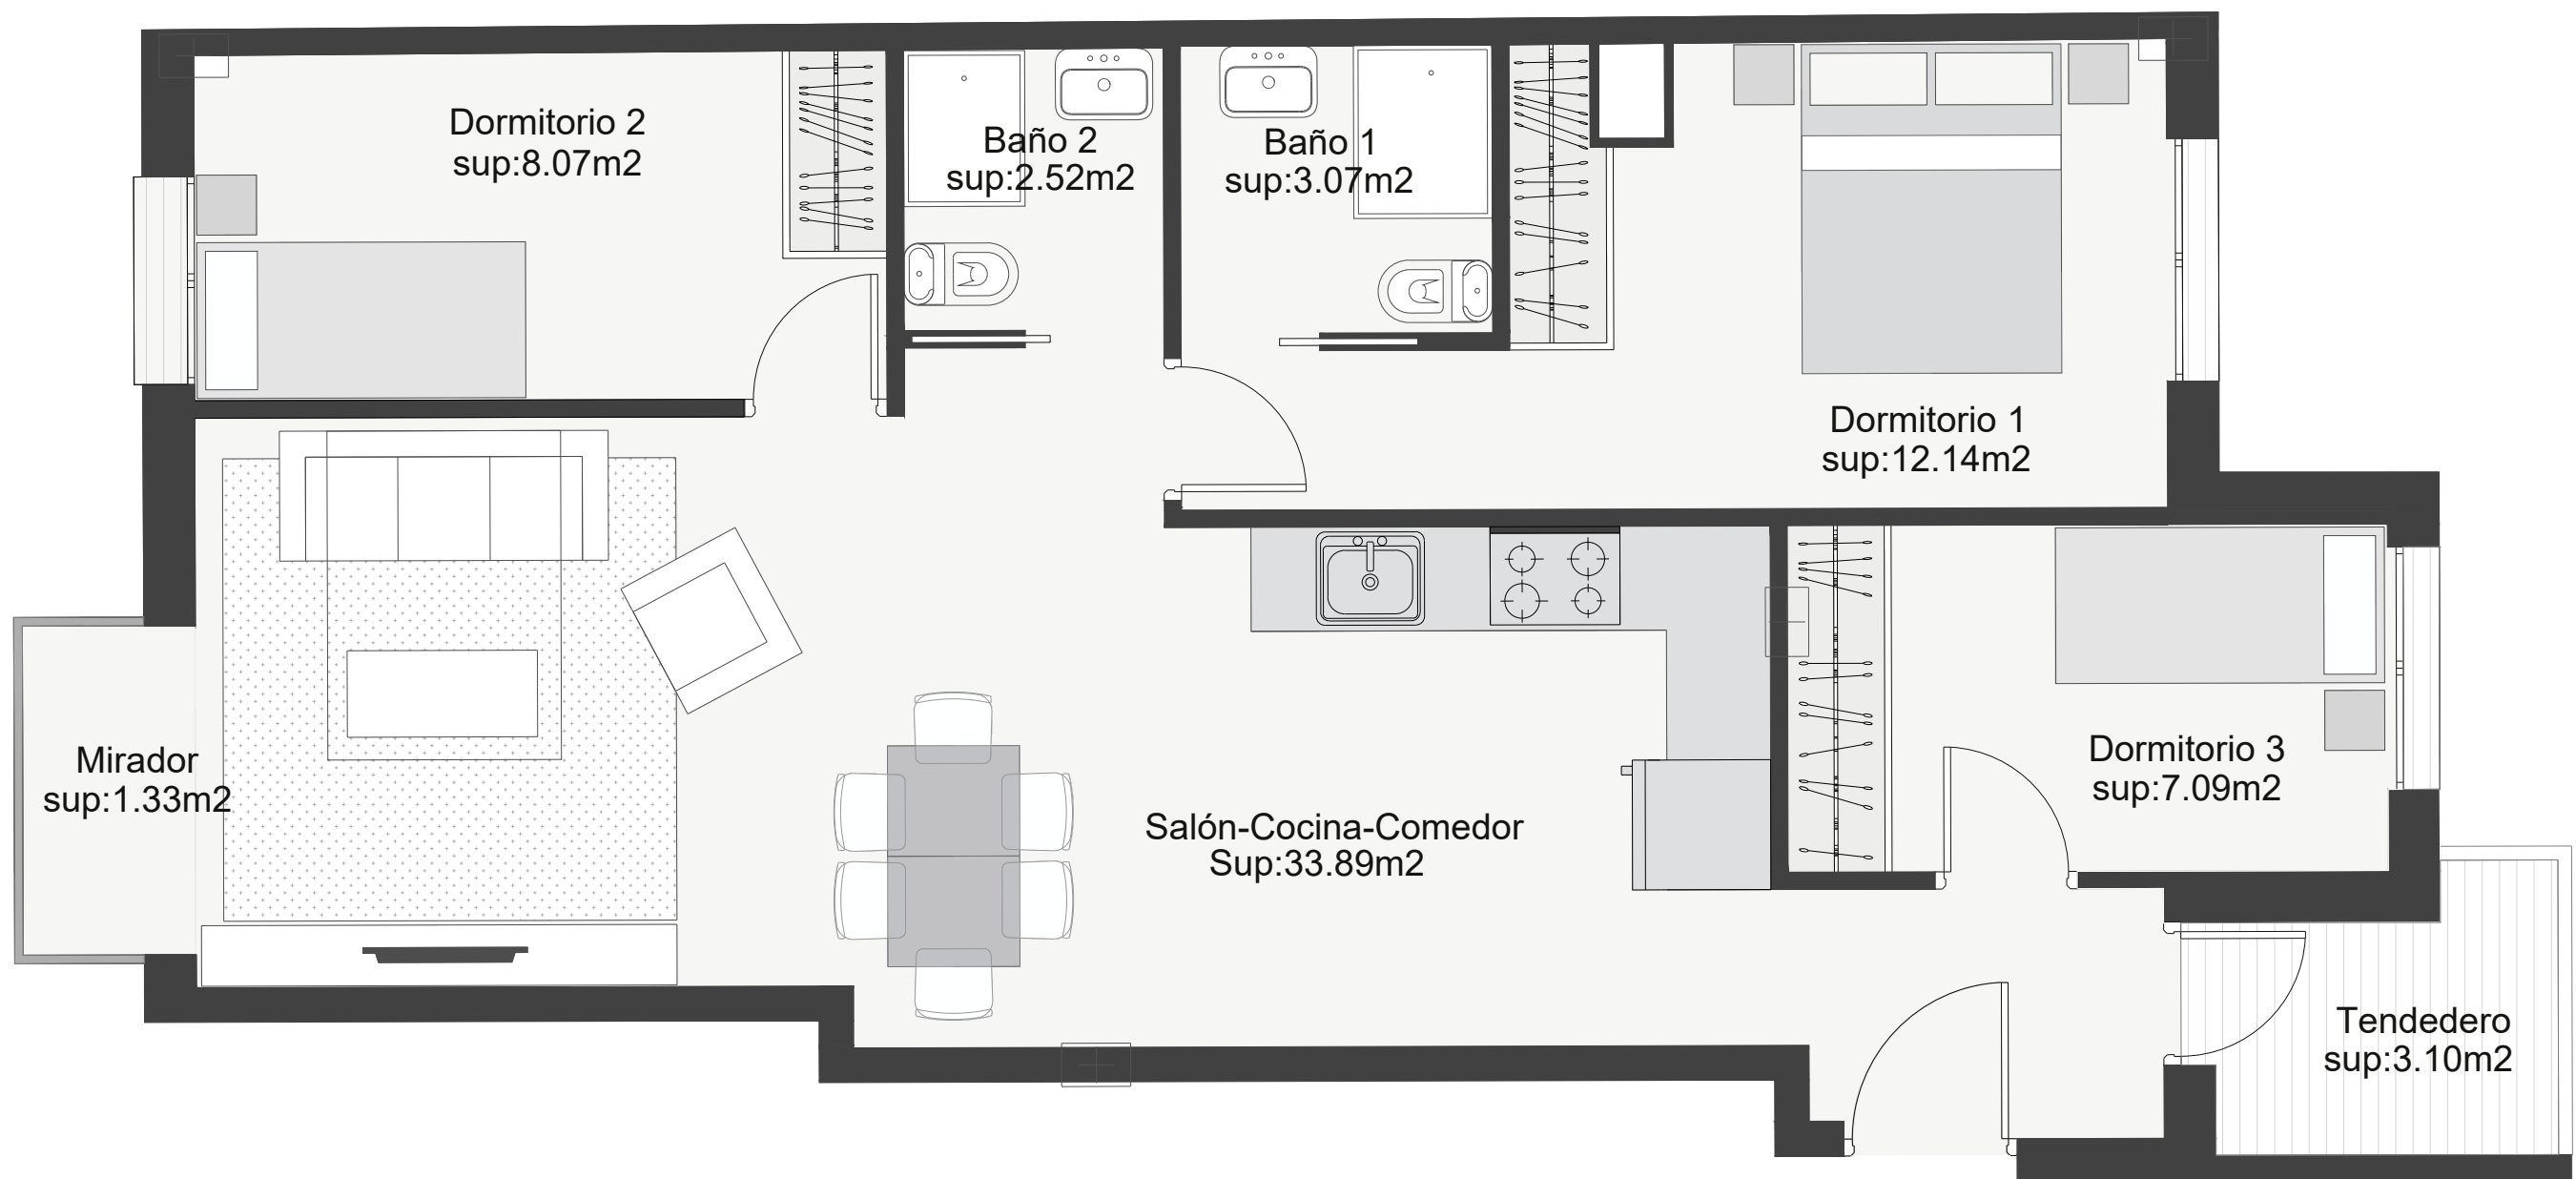 Dormitorio 2
sup:8.07m2
Baño 2
sup:2.52m2
Baño 1
sup:3.07m2
Dormitorio 1
sup:12.14m2
Mirador
sup:1.33m2
Salón-Cocina-Comedor
Sup:33.89m2
Dormitorio 3
sup:7.09m2
Tendedero
sup:3.10m2